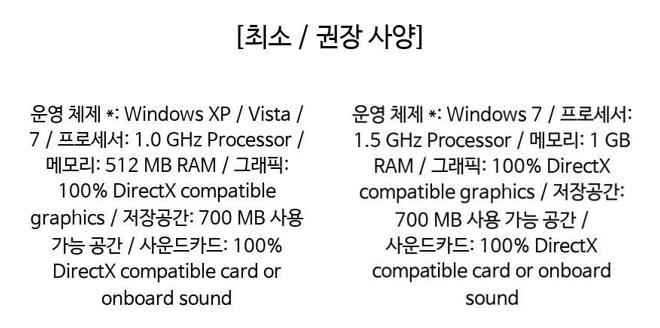 [최소 / 권장 사양]
운영 체제 *: Windows XP / Vista /
7 / 프로세서: 1.0 GHz Processor /
메모리: 512 MB RAM / 그래픽:
100% DirectX compatible
graphics / 저장공간: 700 MB 사용
가능 공간 / 사운드카드: 100%
DirectX compatible card or
onboard sound
운영 체제 *: Windows 7 / 프로세서:
1.5 GHz Processor / 메모리: 1 GB
RAM / 그래픽: 100% DirectX
compatible graphics / 저장공간:
700 MB 사용 가능 공간 /
사운드카드: 100% DirectX
compatible card or onboard
sound